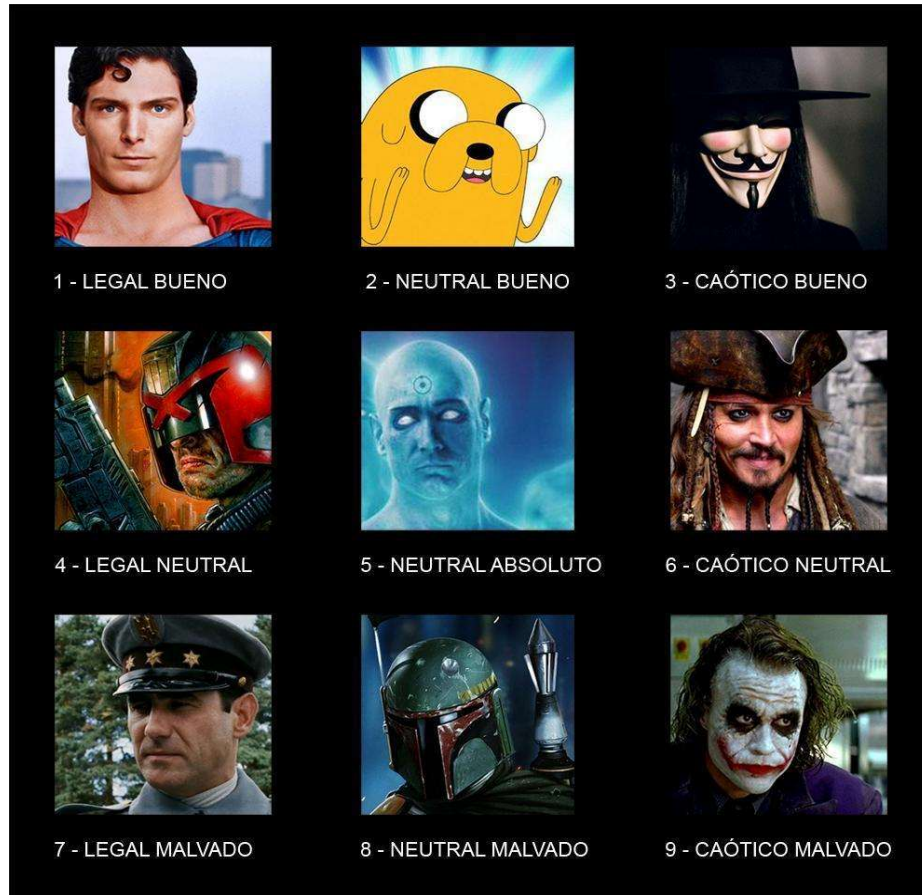 1 - LEGAL BUENO
2 - NEUTRAL BUENO
3 - CAÓTICO BUENO
4 - LEGAL NEUTRAL
5 - NEUTRAL ABSOLUTO
6 - CAÓTICO NEUTRAL
7 - LEGAL MALVADO
8 - NEUTRAL MALVADO
9 - CAÓTICO MALVADO